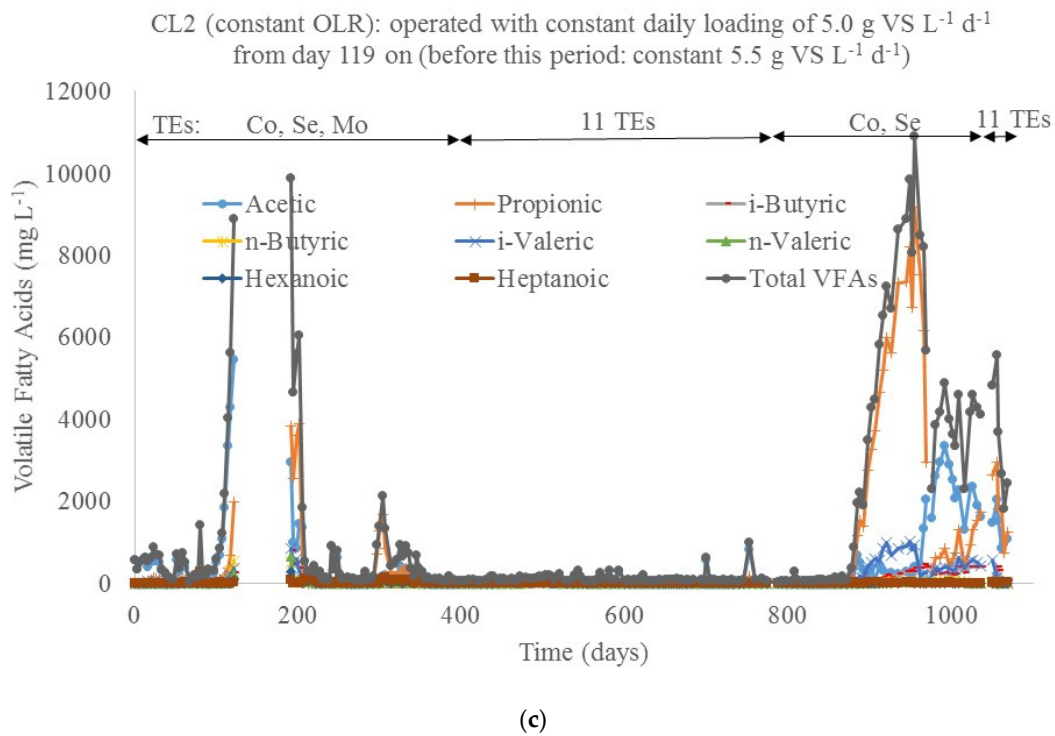 CL2 (constant OLR): operated with constant daily loading of 5.0 g VS L⁻¹ d⁻¹
from day 119 on (before this period: constant 5.5 g VS L⁻¹ d⁻¹)
12000
TEs: Co, Se, Mo 11 TEs Co, Se 11 TEs
10000
Acetic Propionic i-Butyric
n-Butyric i-Valeric n-Valeric
8000
Hexanoic Heptanoic Total VFAs
6000
4000
2000
0
Volatile Fatty Acids (mg L⁻¹)
0 200 400 600 800 1000
Time (days)
(c)